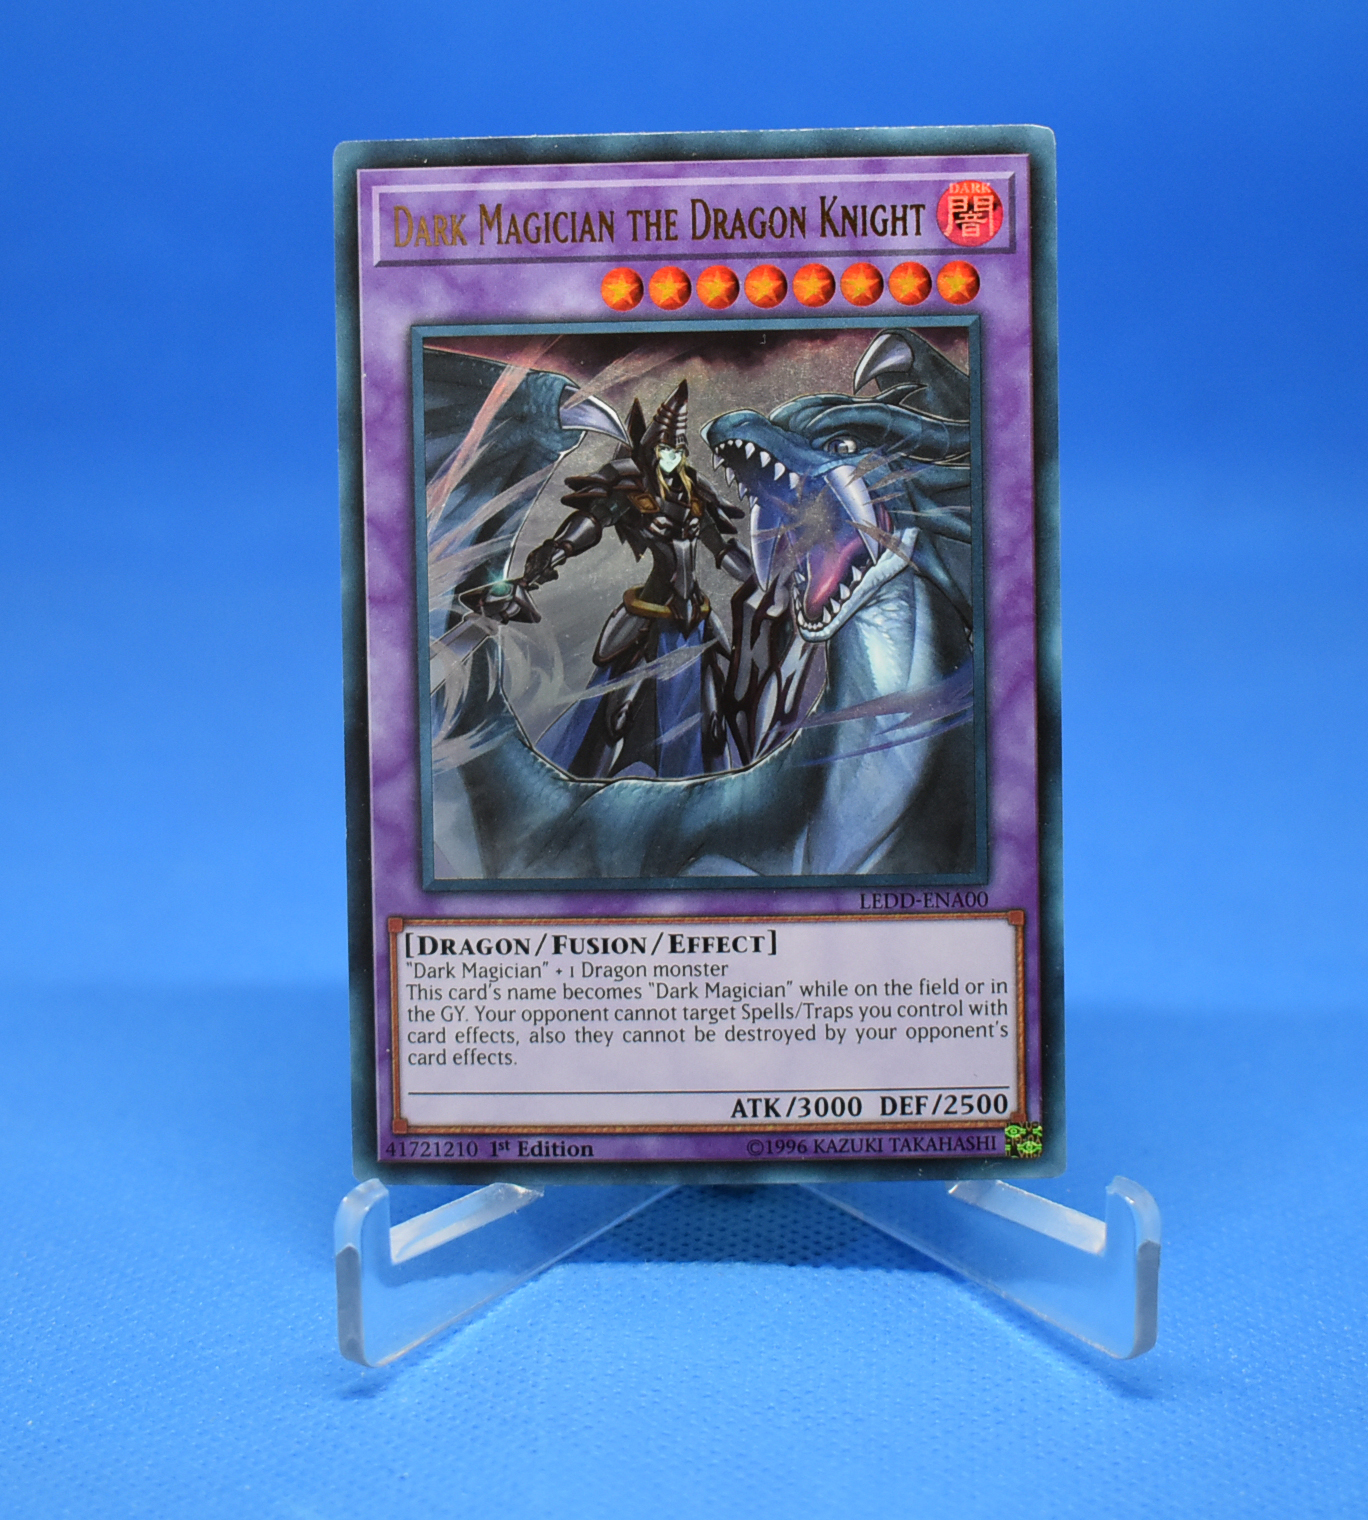 Dark Magician the Dragon Knight
DARK
闇
LEDD-ENA00
[Dragon/Fusion/Effect]
"Dark Magician" + 1 Dragon monster
This card's name becomes "Dark Magician" while on the field or in
the GY. Your opponent cannot target Spells/Traps you control with
card effects, also they cannot be destroyed by your opponent's
card effects.
ATK/3000 DEF/2500
41721210 1st Edition
©1996 KAZUKI TAKAHASHI